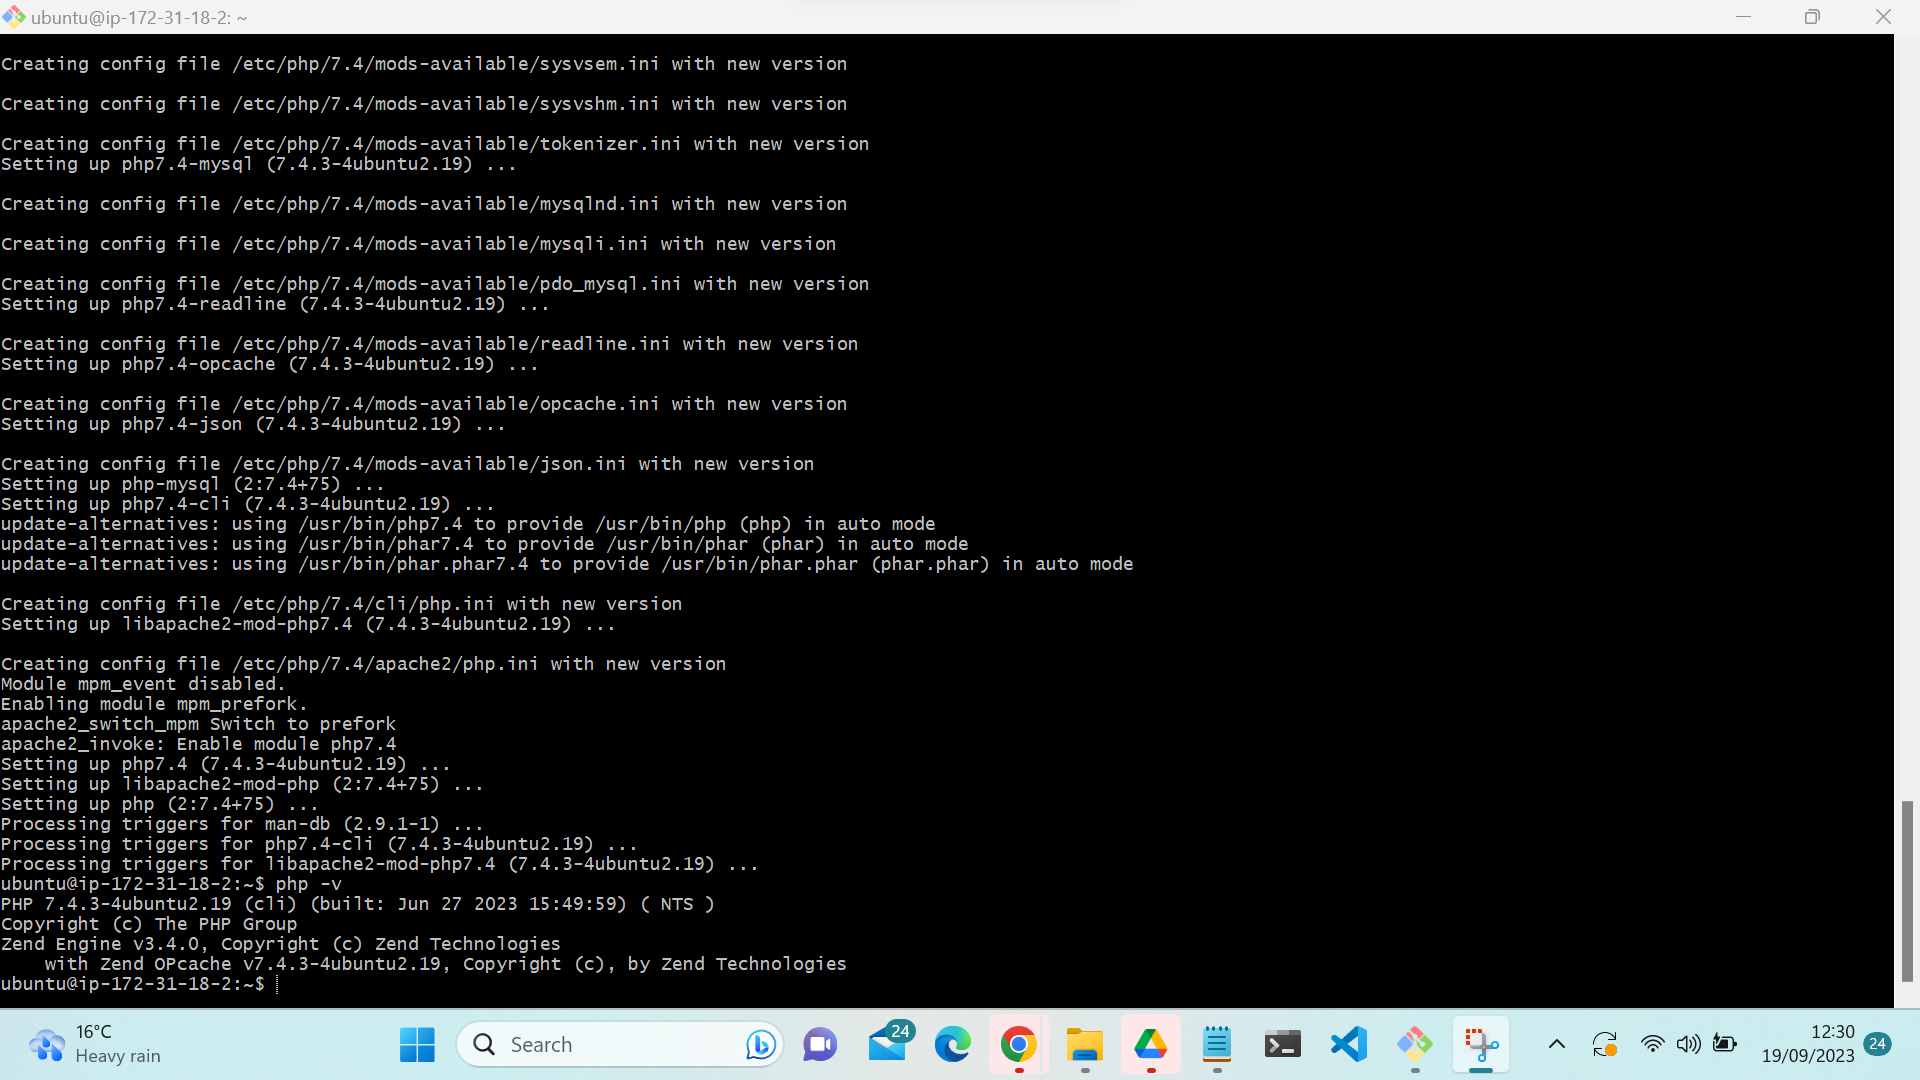 ubuntu@ip-172-31-18-2: ~
Creating config file /etc/php/7.4/mods-available/sysvsem.ini with new version
Creating config file /etc/php/7.4/mods-available/sysvshm.ini with new version
Creating config file /etc/php/7.4/mods-available/tokenizer.ini with new version
Setting up php7.4-mysql (7.4.3-4ubuntu2.19) ...
Creating config file /etc/php/7.4/mods-available/mysqlnd.ini with new version
Creating config file /etc/php/7.4/mods-available/mysqli.ini with new version
Creating config file /etc/php/7.4/mods-available/pdo_mysql.ini with new version
Setting up php7.4-readline (7.4.3-4ubuntu2.19) ...
Creating config file /etc/php/7.4/mods-available/readline.ini with new version
Setting up php7.4-opcache (7.4.3-4ubuntu2.19) ...
Creating config file /etc/php/7.4/mods-available/opcache.ini with new version
Setting up php7.4-json (7.4.3-4ubuntu2.19) ...
Creating config file /etc/php/7.4/mods-available/json.ini with new version
Setting up php-mysql (2:7.4+75) ...
Setting up php7.4-cli (7.4.3-4ubuntu2.19) ...
update-alternatives: using /usr/bin/php7.4 to provide /usr/bin/php (php) in auto mode
update-alternatives: using /usr/bin/phar7.4 to provide /usr/bin/phar (phar) in auto mode
update-alternatives: using /usr/bin/phar.phar7.4 to provide /usr/bin/phar.phar (phar.phar) in auto mode
Creating config file /etc/php/7.4/cli/php.ini with new version
Setting up libapache2-mod-php7.4 (7.4.3-4ubuntu2.19) ...
Creating config file /etc/php/7.4/apache2/php.ini with new version
Module mpm_event disabled.
Enabling module mpm_prefork.
apache2_switch_mpm Switch to prefork
apache2_invoke: Enable module php7.4
Setting up php7.4 (7.4.3-4ubuntu2.19) ...
Setting up libapache2-mod-php (2:7.4+75) ...
Setting up php (2:7.4+75) ...
Processing triggers for man-db (2.9.1-1) ...
Processing triggers for php7.4-cli (7.4.3-4ubuntu2.19) ...
Processing triggers for libapache2-mod-php7.4 (7.4.3-4ubuntu2.19) ...
ubuntu@ip-172-31-18-2:~$ php -v
PHP 7.4.3-4ubuntu2.19 (cli) (built: Jun 27 2023 15:49:59) ( NTS )
Copyright (c) The PHP Group
Zend Engine v3.4.0, Copyright (c) Zend Technologies
    with Zend OPcache v7.4.3-4ubuntu2.19, Copyright (c), by Zend Technologies
ubuntu@ip-172-31-18-2:~$
16°C
Heavy rain
Search
24
12:30
19/09/2023
24